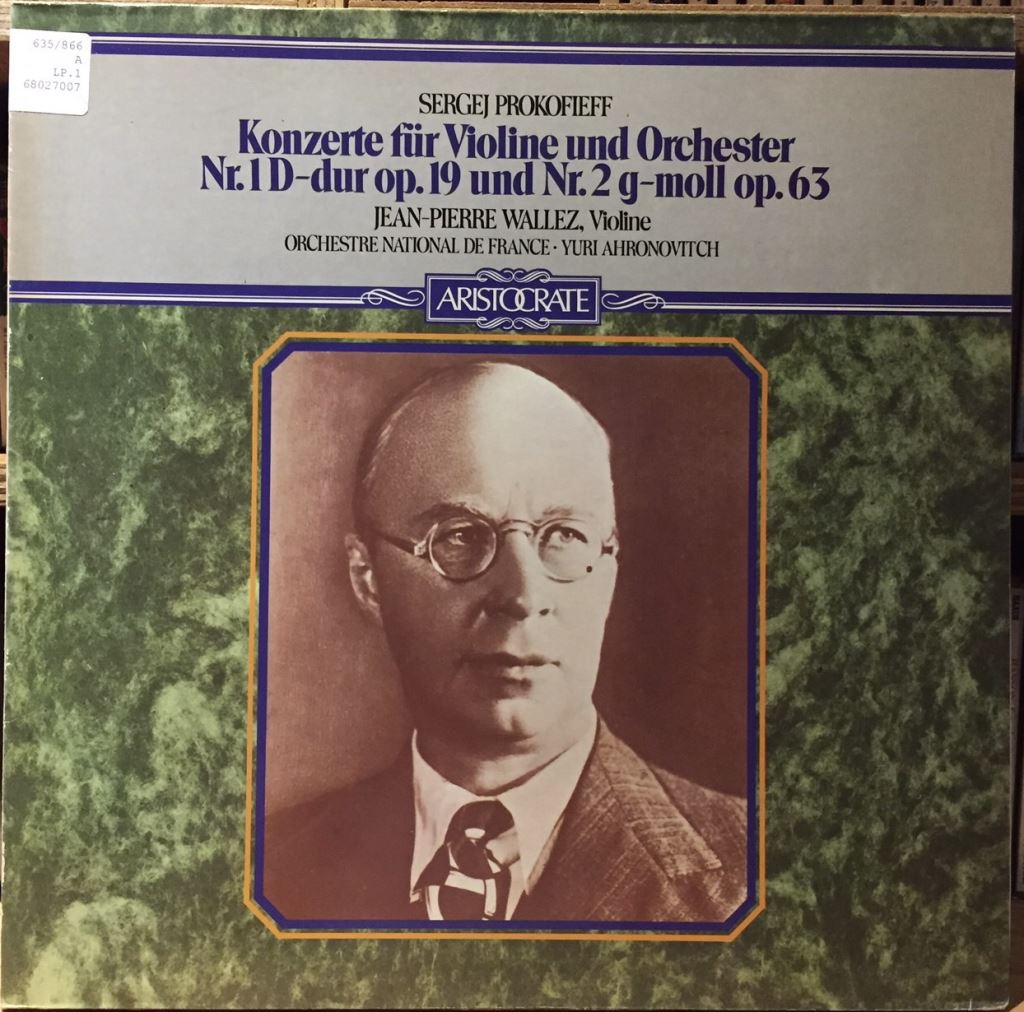 635/866
A
LP.1
68027007
SERGEJ PROKOFIEFF
Konzerte für Violine und Orchester
Nr. 1 D-dur op. 19 und Nr. 2 g-moll op. 63
JEAN-PIERRE WALLEZ, Violine
ORCHESTRE NATIONAL DE FRANCE · YURI AHRONOVITCH
ARISTOCRATE